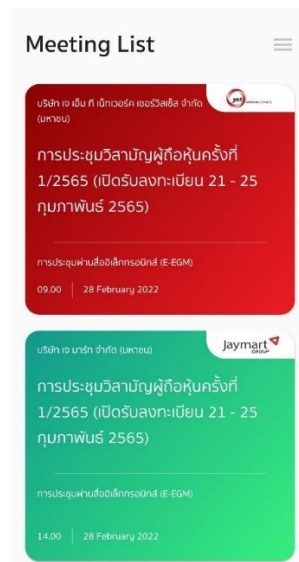 Meeting List
บริษัท เจ เอ็ม ที เน็ทเวอร์ค เซอร์วิสเซ็ส จำกัด
(มหาชน)
การประชุมวิสามัญผู้ถือหุ้นครั้งที่
1/2565 (เปิดรับลงทะเบียน 21 - 25
กุมภาพันธ์ 2565)
การประชุมผ่านสื่ออิเล็กทรอนิกส์ (E-EGM)
09.00 | 28 February 2022
บริษัท เจ มาร์ท จำกัด (มหาชน)
Jaymart
GROUP
การประชุมวิสามัญผู้ถือหุ้นครั้งที่
1/2565 (เปิดรับลงทะเบียน 21 - 25
กุมภาพันธ์ 2565)
การประชุมผ่านสื่ออิเล็กทรอนิกส์ (E-EGM)
14.00 | 28 February 2022